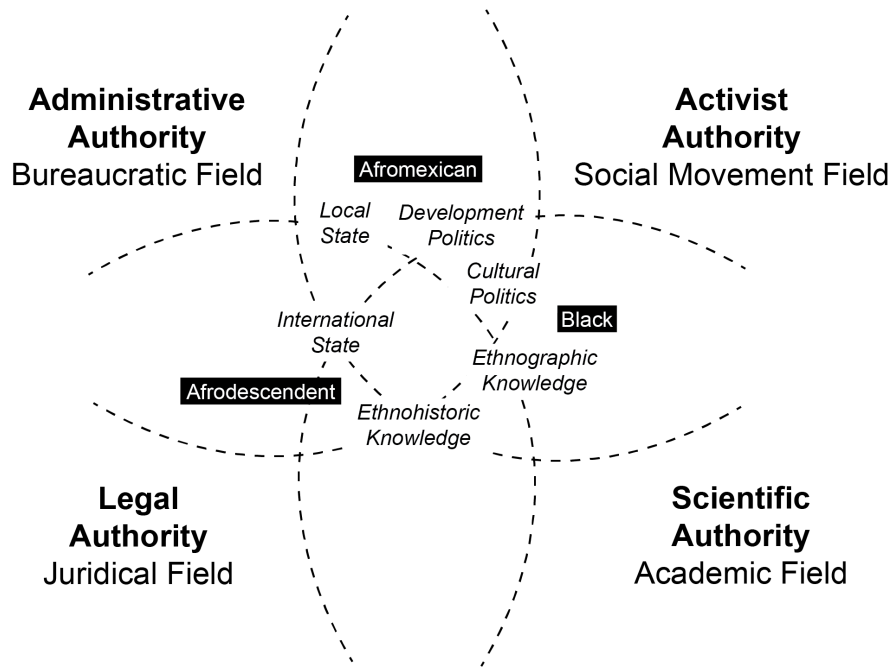 Administrative
Authority
Bureaucratic Field
Activist
Authority
Social Movement Field
Afromexican
Local
State
Development
Politics
Cultural
Politics
International
State
Black
Ethnographic
Knowledge
Afrodescendent
Ethnohistoric
Knowledge
Legal
Authority
Juridical Field
Scientific
Authority
Academic Field